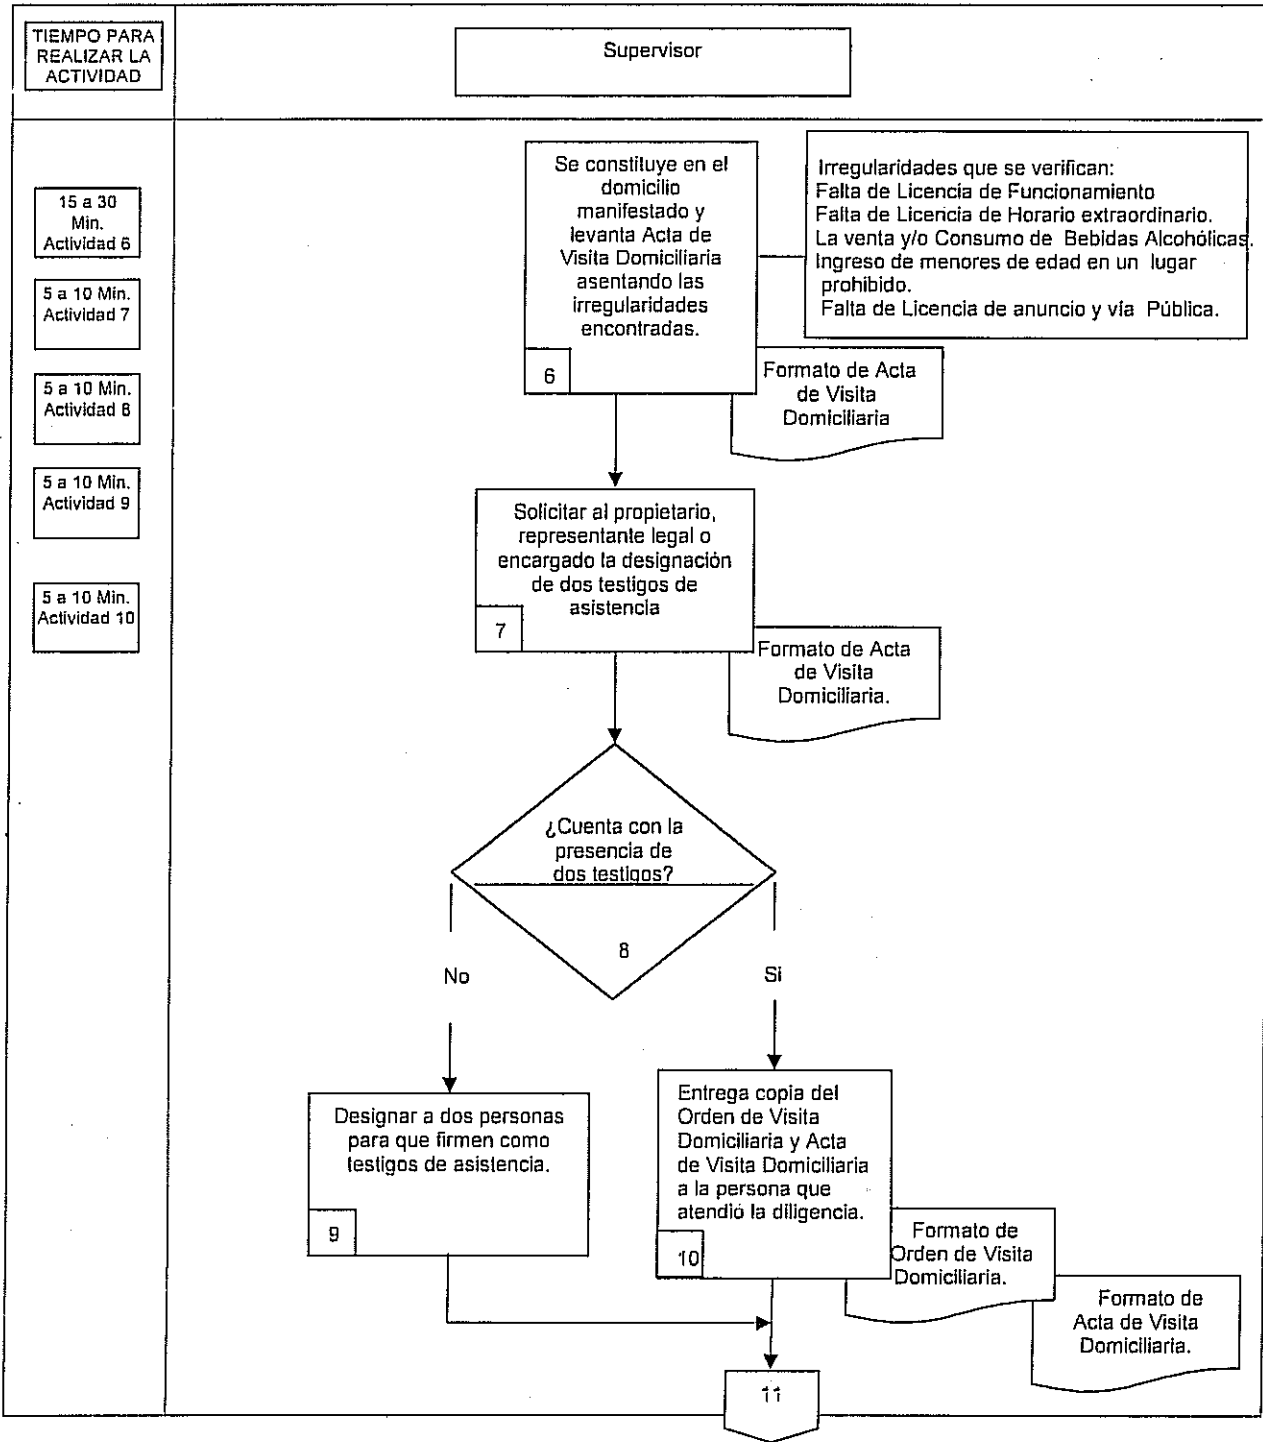 TIEMPO PARA
REALIZAR LA
ACTIVIDAD
Supervisor
15 a 30
Min.
Actividad 6
5 a 10 Min.
Actividad 7
5 a 10 Min.
Actividad 8
5 a 10 Min.
Actividad 9
5 a 10 Min.
Actividad 10
Se constituye en el
domicilio
manifestado y
levanta Acta de
Visita Domiciliaria
asentando las
irregularidades
encontradas.
6
Irregularidades que se verifican:
Falta de Licencia de Funcionamiento
Falta de Licencia de Horario extraordinario.
La venta y/o Consumo de Bebidas Alcohólicas.
Ingreso de menores de edad en un lugar
prohibido.
Falta de Licencia de anuncio y vía Pública.
Formato de Acta
de Visita
Domiciliaria
Solicitar al propietario,
representante legal o
encargado la designación
de dos testigos de
asistencia
7
Formato de Acta
de Visita
Domiciliaria.
¿Cuenta con la
presencia de
dos testigos?
8
No
Si
Designar a dos personas
para que firmen como
testigos de asistencia.
9
Entrega copia del
Orden de Visita
Domiciliaria y Acta
de Visita Domiciliaria
a la persona que
atendió la diligencia.
10
Formato de
Orden de Visita
Domiciliaria.
Formato de
Acta de Visita
Domiciliaria.
11